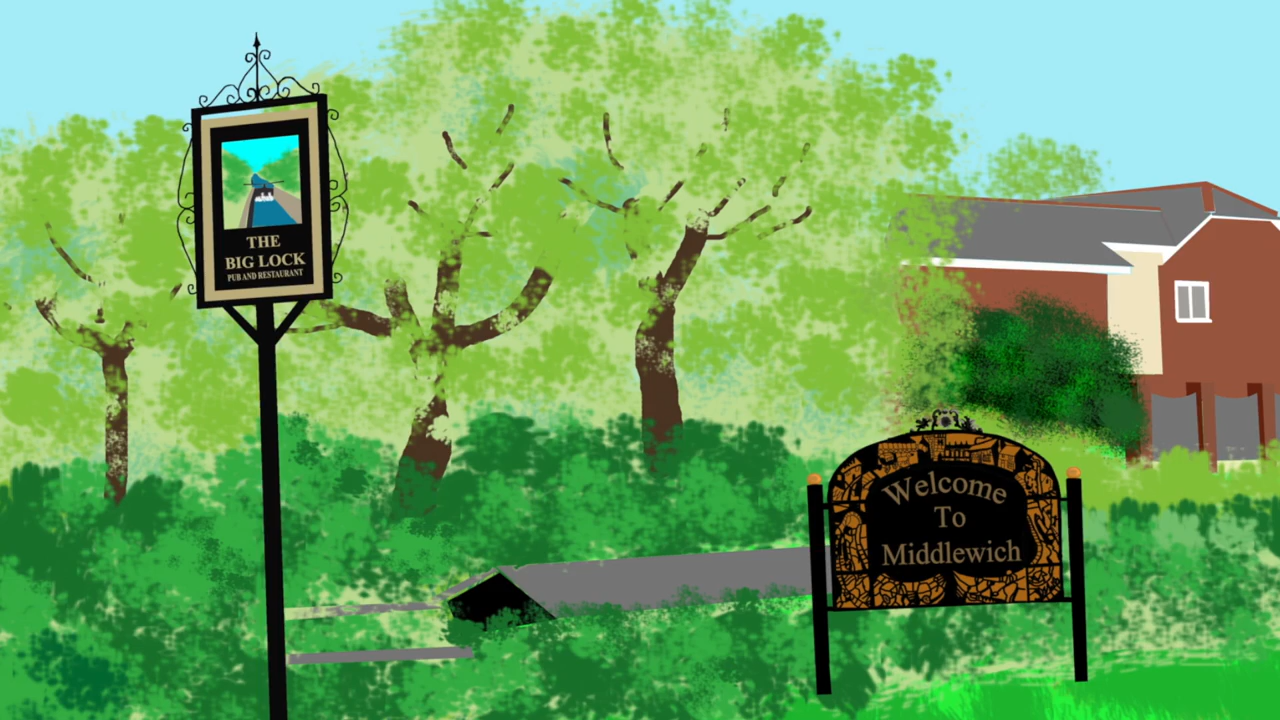 THE
BIG LOCK
PUB AND RESTAURANT
Welcome
To
Middlewich